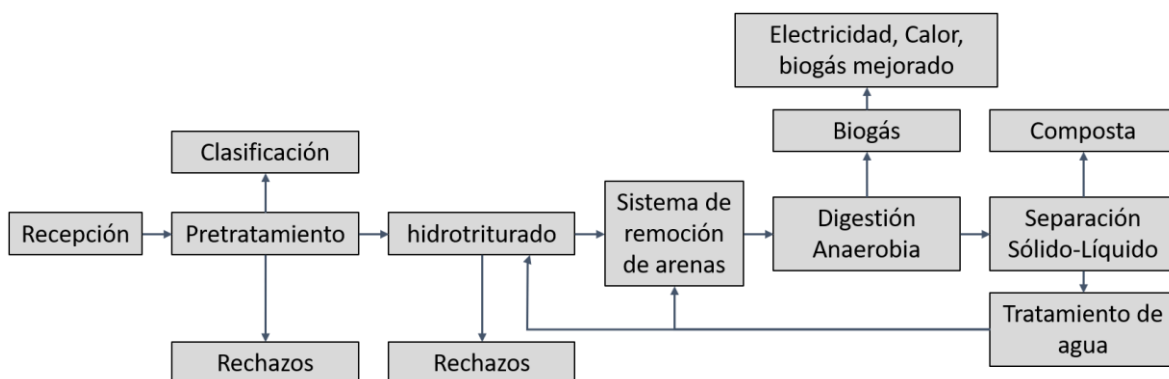 Electricidad, Calor,
biogás mejorado
Clasificación
Biogás
Composta
Recepción
Pretratamiento
hidrotriturado
Sistema de
remoción
de arenas
Digestión
Anaerobia
Separación
Sólido-Líquido
Rechazos
Rechazos
Tratamiento de
agua